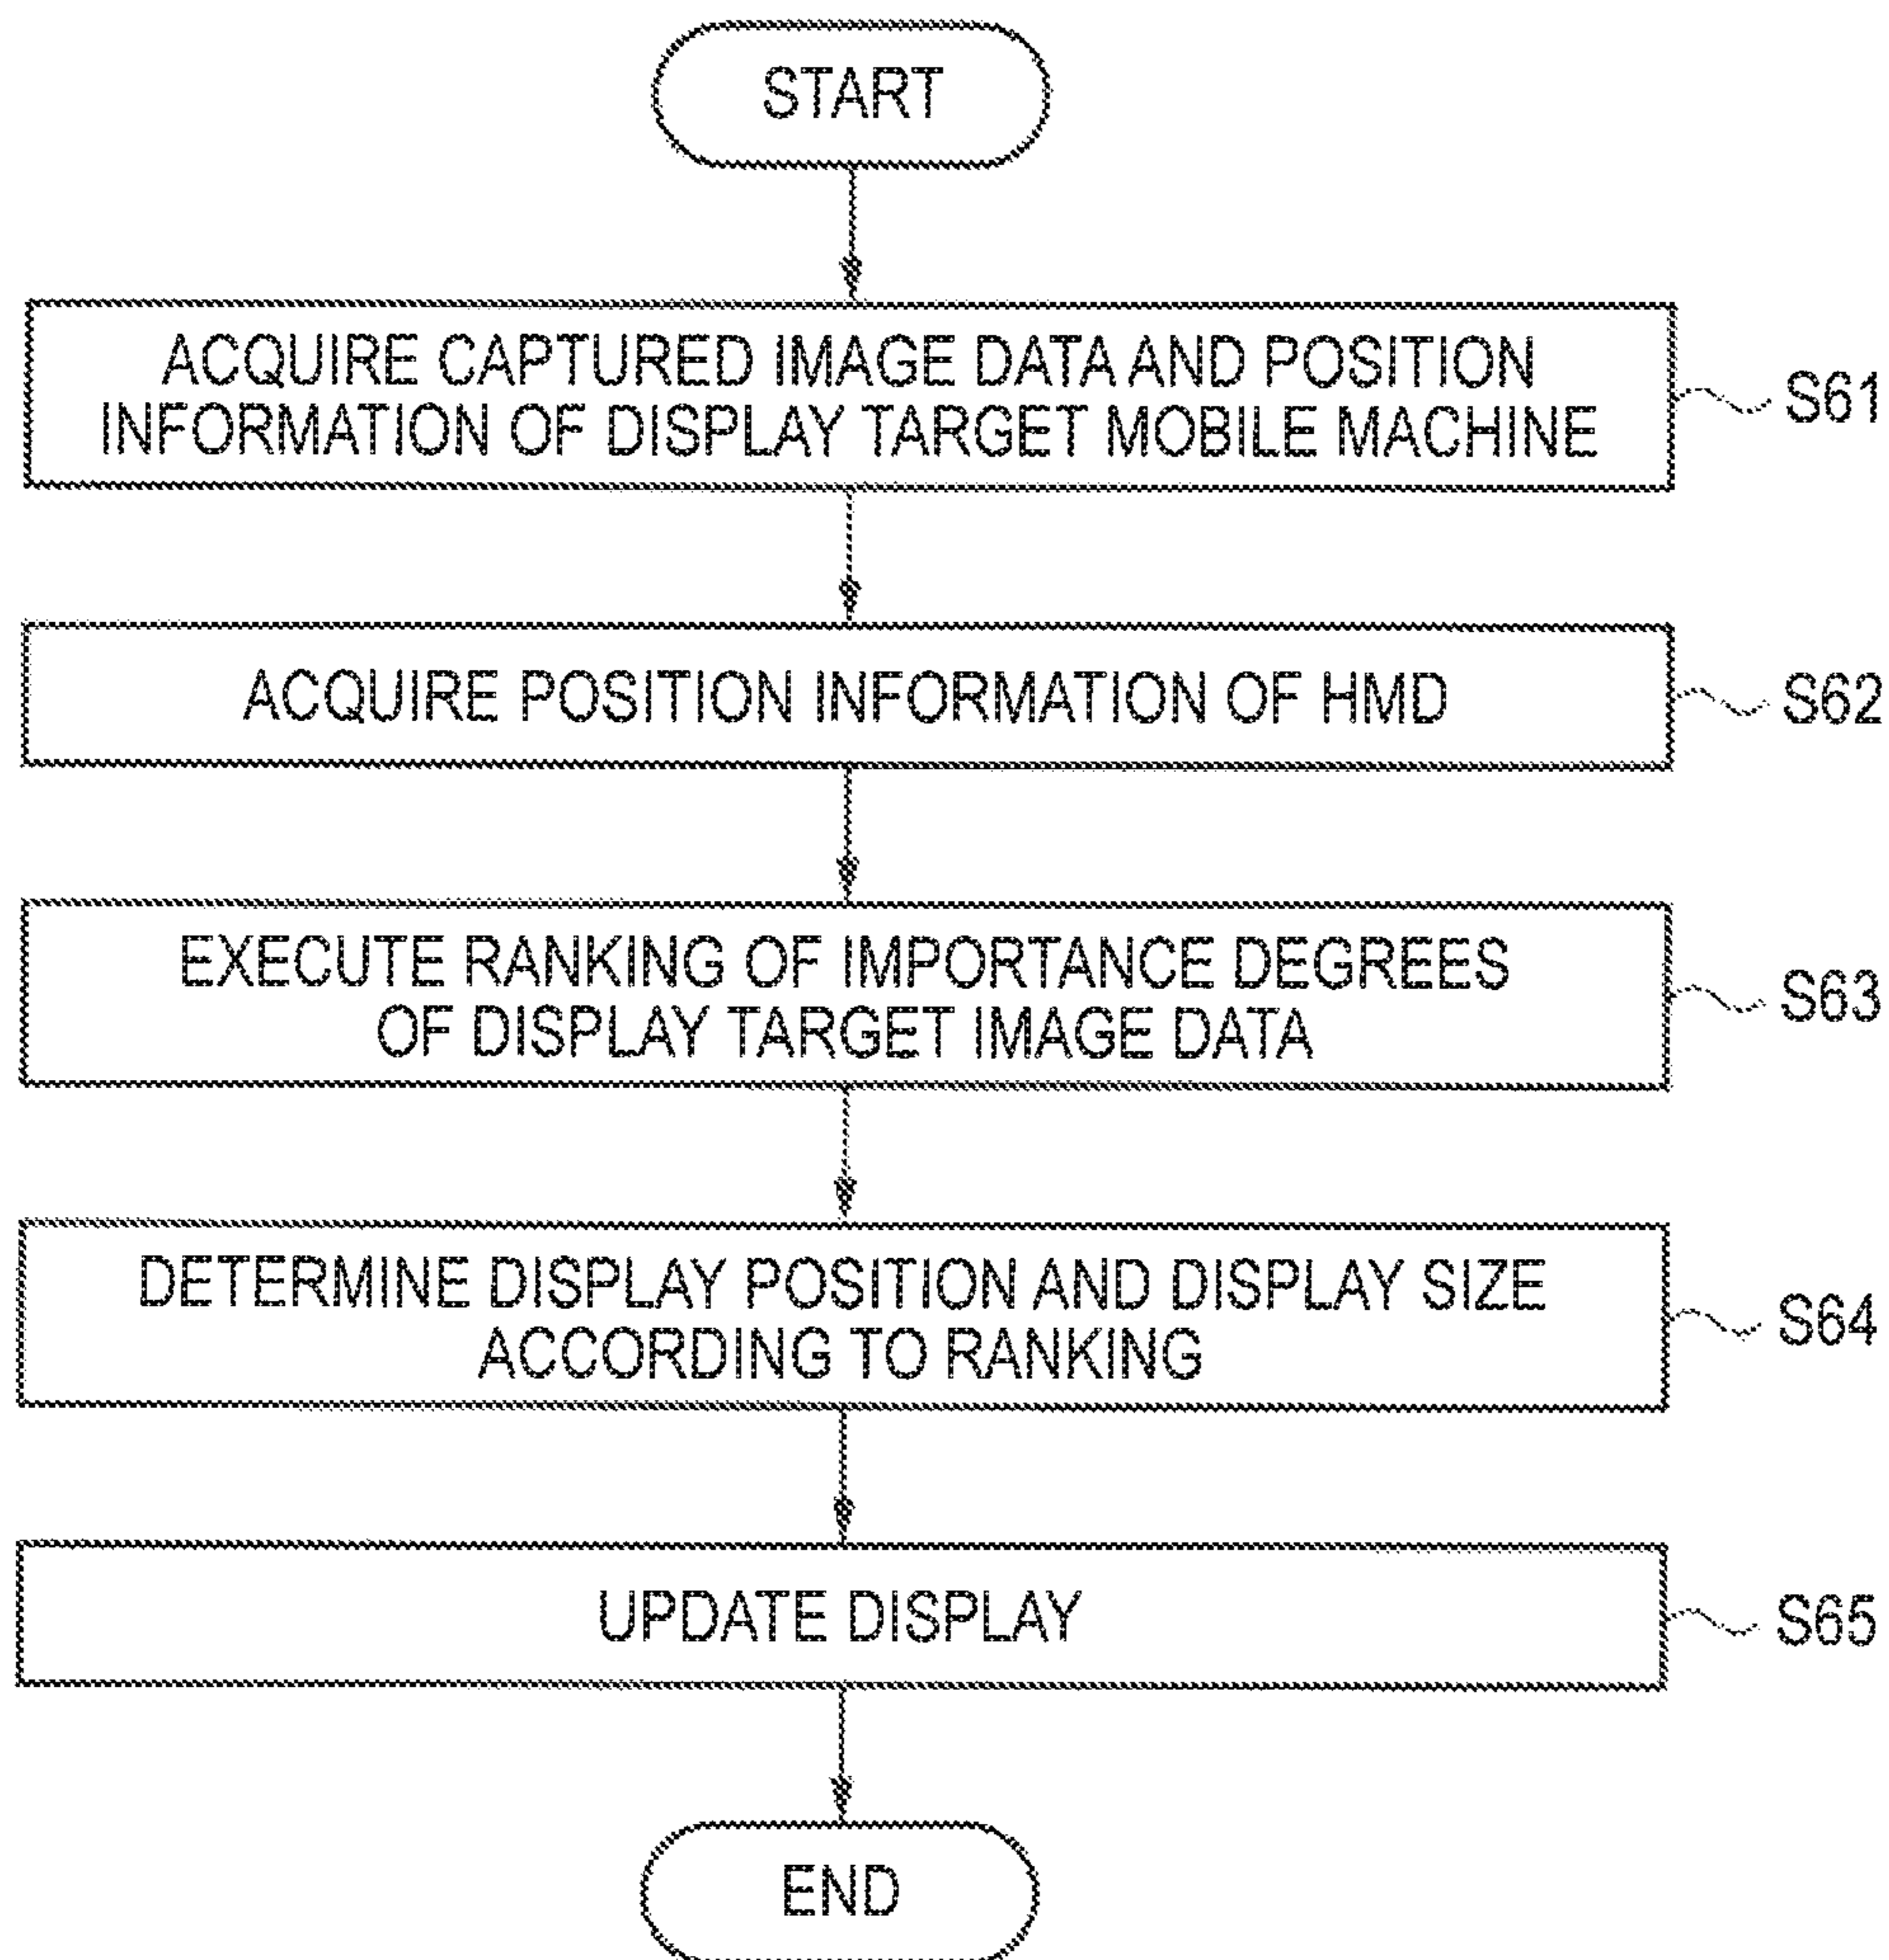 START
ACQUIRE CAPTURED IMAGE DATA AND POSITION
INFORMATION OF DISPLAY TARGET MOBILE MACHINE
S61
ACQUIRE POSITION INFORMATION OF HMD
S62
EXECUTE RANKING OF IMPORTANCE DEGREES
OF DISPLAY TARGET IMAGE DATA
S63
DETERMINE DISPLAY POSITION AND DISPLAY SIZE
ACCORDING TO RANKING
S64
UPDATE DISPLAY
S65
END